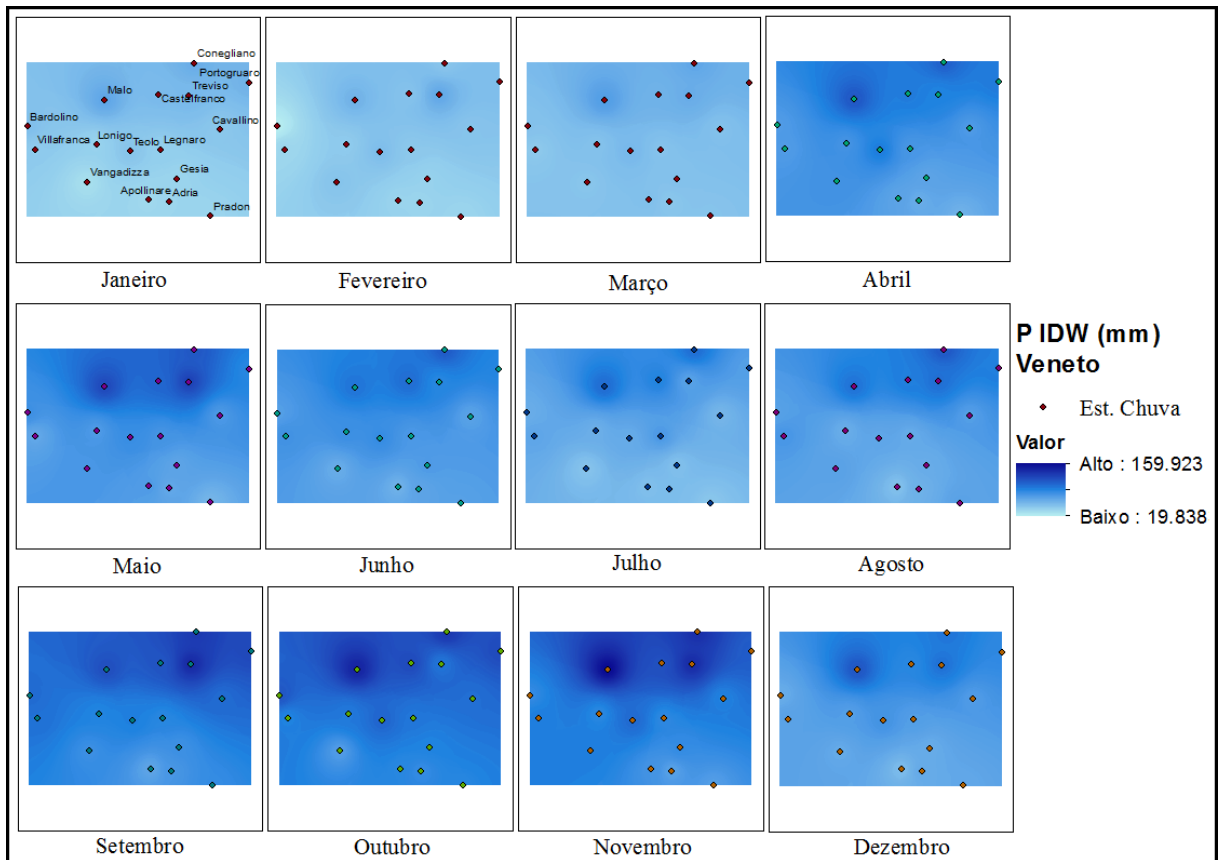 Conegliano
Portogruaro
Malo
Treviso
Castelfranco
Bardolino
Cavallino
Villafranca
Lonigo
Teolo
Legnaro
Vangadizza
Gesia
Apollinare
Adria
Pradon
Janeiro
Fevereiro
Março
Abril
Maio
Junho
Julho
Agosto
P IDW (mm)
Veneto
Est. Chuva
Valor
Alto : 159.923
Baixo : 19.838
Setembro
Outubro
Novembro
Dezembro